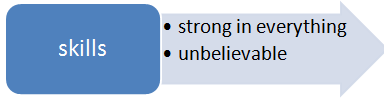 skills
• strong in everything
• unbelievable